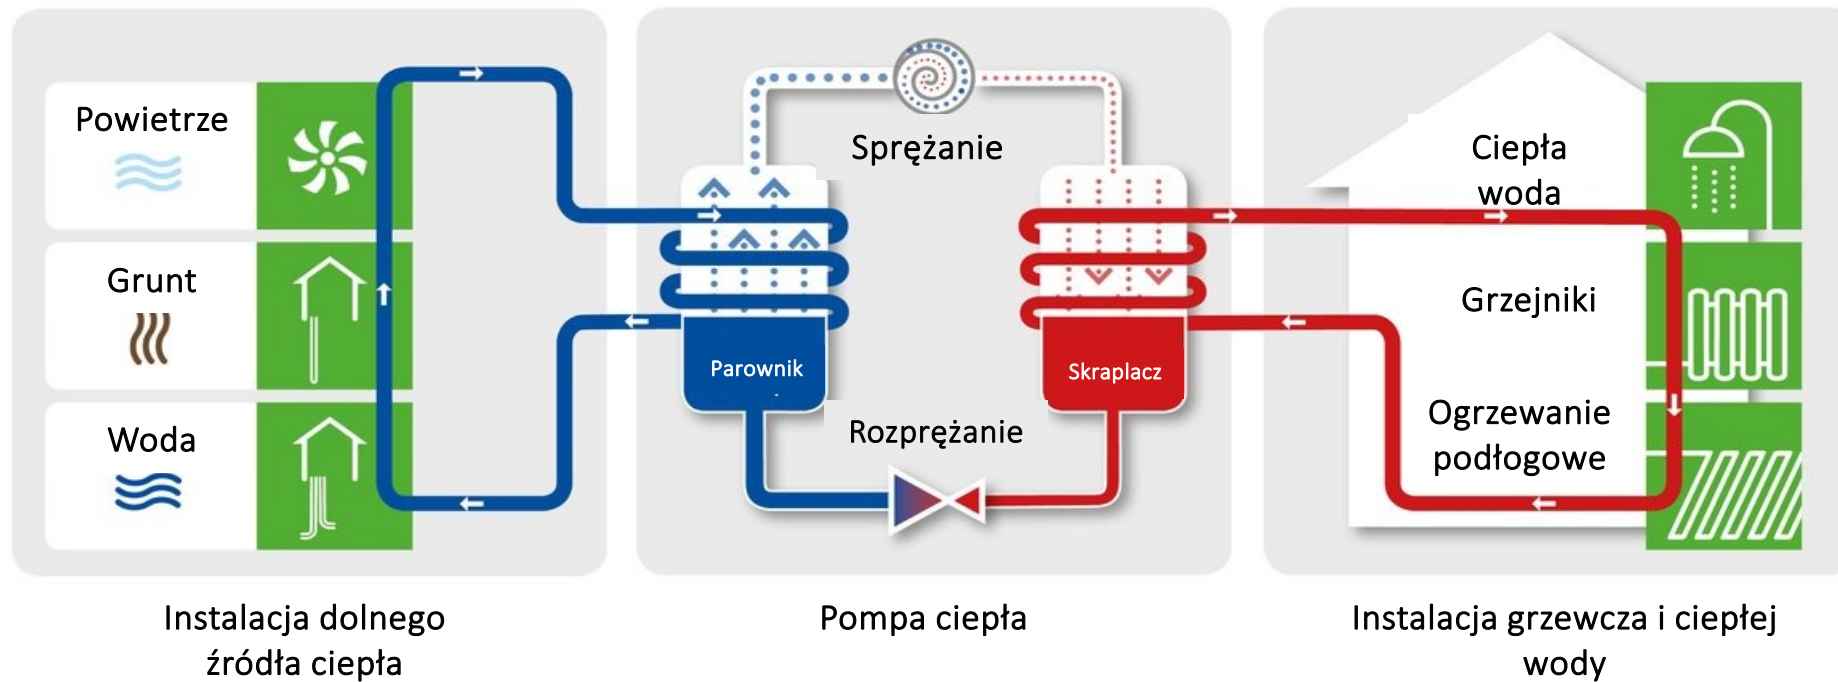 Powietrze
Grunt
Woda
Instalacja dolnego
źródła ciepła
Sprężanie
Parownik
Skraplacz
Rozprężanie
Pompa ciepła
Ciepła
woda
Grzejniki
Ogrzewanie
podłogowe
Instalacja grzewcza i ciepłej
wody